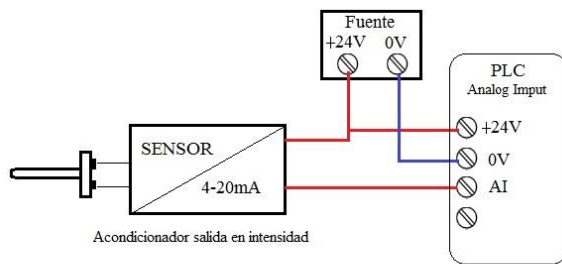 Fuente
+24V 0V
PLC
Analog Imput
+24V
0V
AI
SENSOR
4-20mA
Acondicionador salida en intensidad